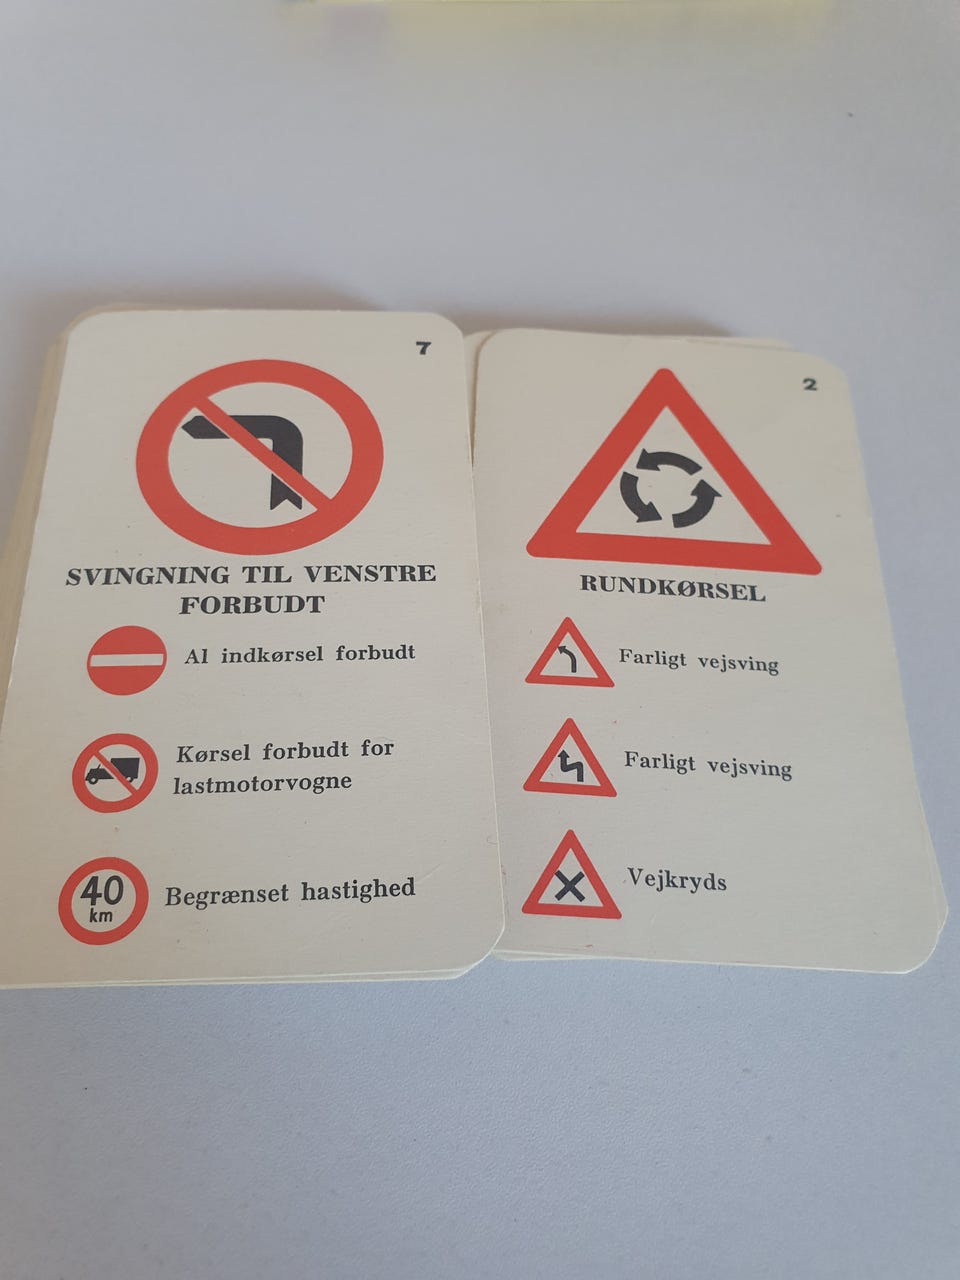 7
SVINGNING TIL VENSTRE
FORBUDT
Al indkørsel forbudt
Kørsel forbudt for
lastmotorvogne
40
km
Begrænset hastighed
2
RUNDKØRSEL
Farligt vejsving
Farligt vejsving
Vejkryds